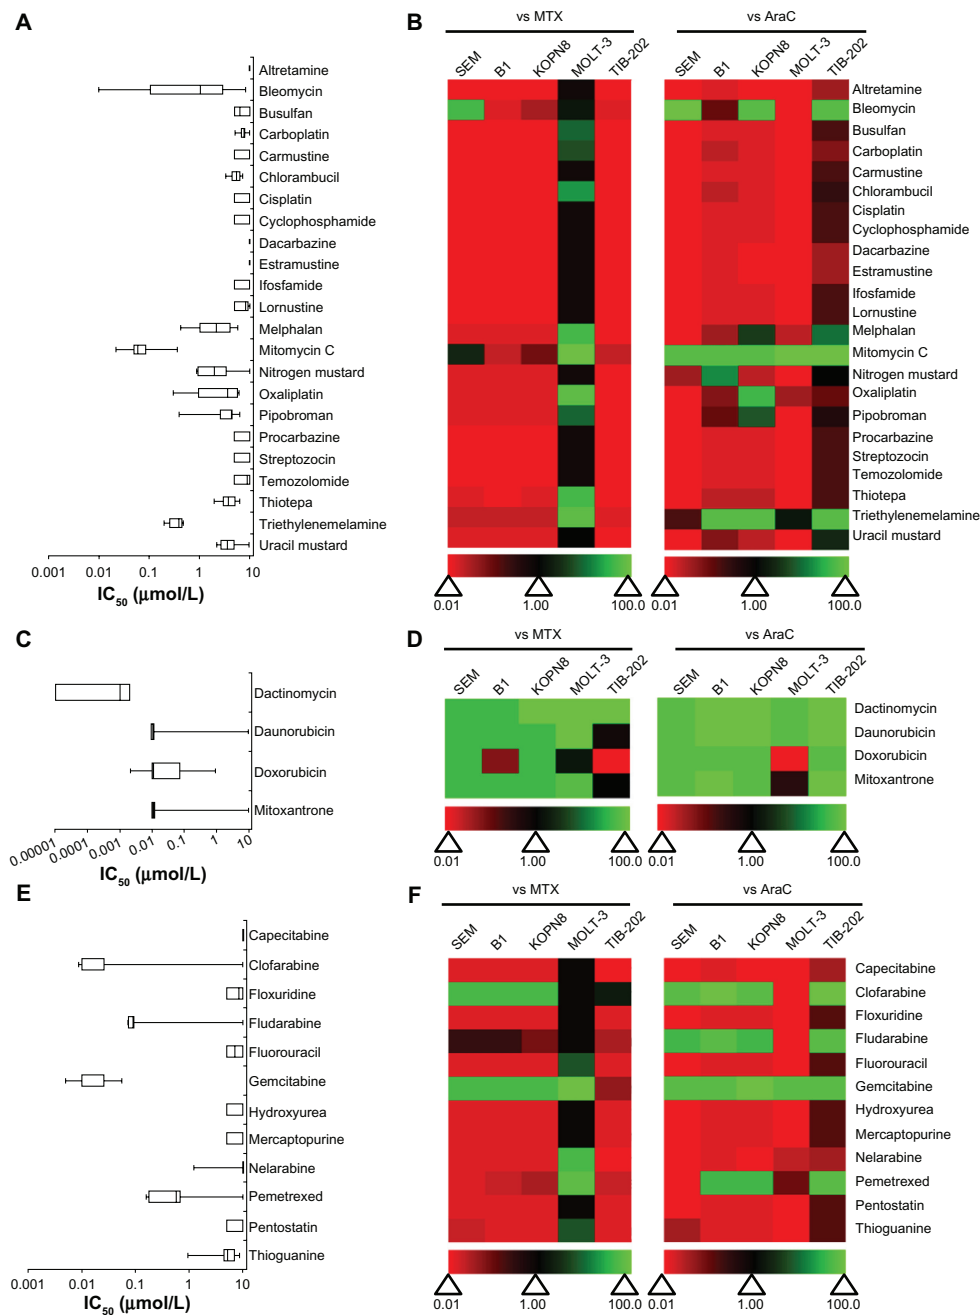 A
Altretamine
Bleomycin
Busulfan
Carboplatin
Carmustine
Chlorambucil
Cisplatin
Cyclophosphamide
Dacarbazine
Estramustine
Ifosfamide
Lornustine
Melphalan
Mitomycin C
Nitrogen mustard
Oxaliplatin
Pipobroman
Procarbazine
Streptozocin
Temozolomide
Thiotepa
Triethylenemelamine
Uracil mustard
0.001 0.01 0.1 1 10
IC50 (μmol/L)
B
vs MTX
vs AraC
SEM B1 KOPN8 MOLT-3 TIB-202
SEM B1 KOPN8 MOLT-3 TIB-202
Altretamine
Bleomycin
Busulfan
Carboplatin
Carmustine
Chlorambucil
Cisplatin
Cyclophosphamide
Dacarbazine
Estramustine
Ifosfamide
Lornustine
Melphalan
Mitomycin C
Nitrogen mustard
Oxaliplatin
Pipobroman
Procarbazine
Streptozocin
Temozolomide
Thiotepa
Triethylenemelamine
Uracil mustard
0.01 1.00 100.0
0.01 1.00 100.0
C
Dactinomycin
Daunorubicin
Doxorubicin
Mitoxantrone
0.00001 0.0001 0.001 0.01 0.1 1 10
IC50 (μmol/L)
D
vs MTX
vs AraC
SEM B1 KOPN8 MOLT-3 TIB-202
SEM B1 KOPN8 MOLT-3 TIB-202
Dactinomycin
Daunorubicin
Doxorubicin
Mitoxantrone
0.01 1.00 100.0
0.01 1.00 100.0
E
Capecitabine
Clofarabine
Floxuridine
Fludarabine
Fluorouracil
Gemcitabine
Hydroxyurea
Mercaptopurine
Nelarabine
Pemetrexed
Pentostatin
Thioguanine
0.001 0.01 0.1 1 10
IC50 (μmol/L)
F
vs MTX
vs AraC
SEM B1 KOPN8 MOLT-3 TIB-202
SEM B1 KOPN8 MOLT-3 TIB-202
Capecitabine
Clofarabine
Floxuridine
Fludarabine
Fluorouracil
Gemcitabine
Hydroxyurea
Mercaptopurine
Nelarabine
Pemetrexed
Pentostatin
Thioguanine
0.01 1.00 100.0
0.01 1.00 100.0